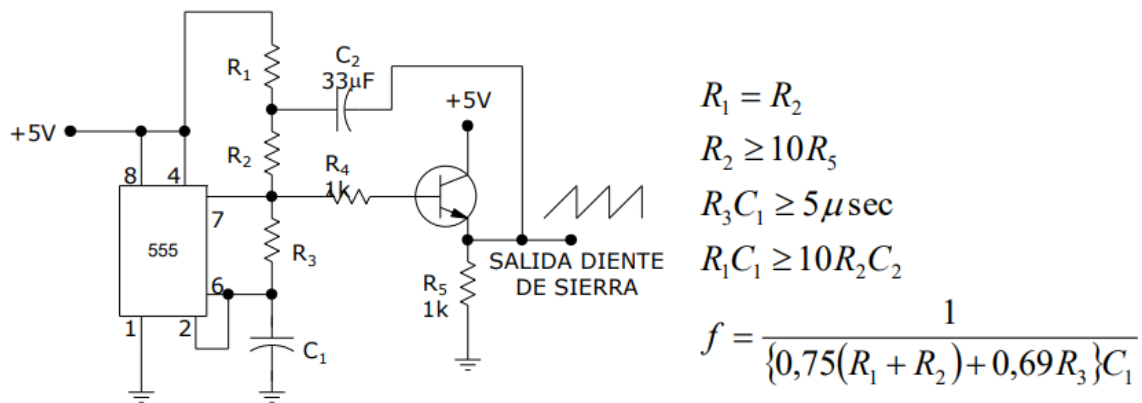 R₁
C₂
33μF
+5V
+5V
R₂
R₄
1k
8
4
7
555
R₃
6
SALIDA DIENTE
DE SIERRA
R₅
1k
1
2
C₁
R₁ = R₂
R₂ ≥ 10R₅
R₃C₁ ≥ 5μ sec
R₁C₁ ≥ 10R₂C₂
f = 1 / {0,75(R₁ + R₂) + 0,69R₃}C₁